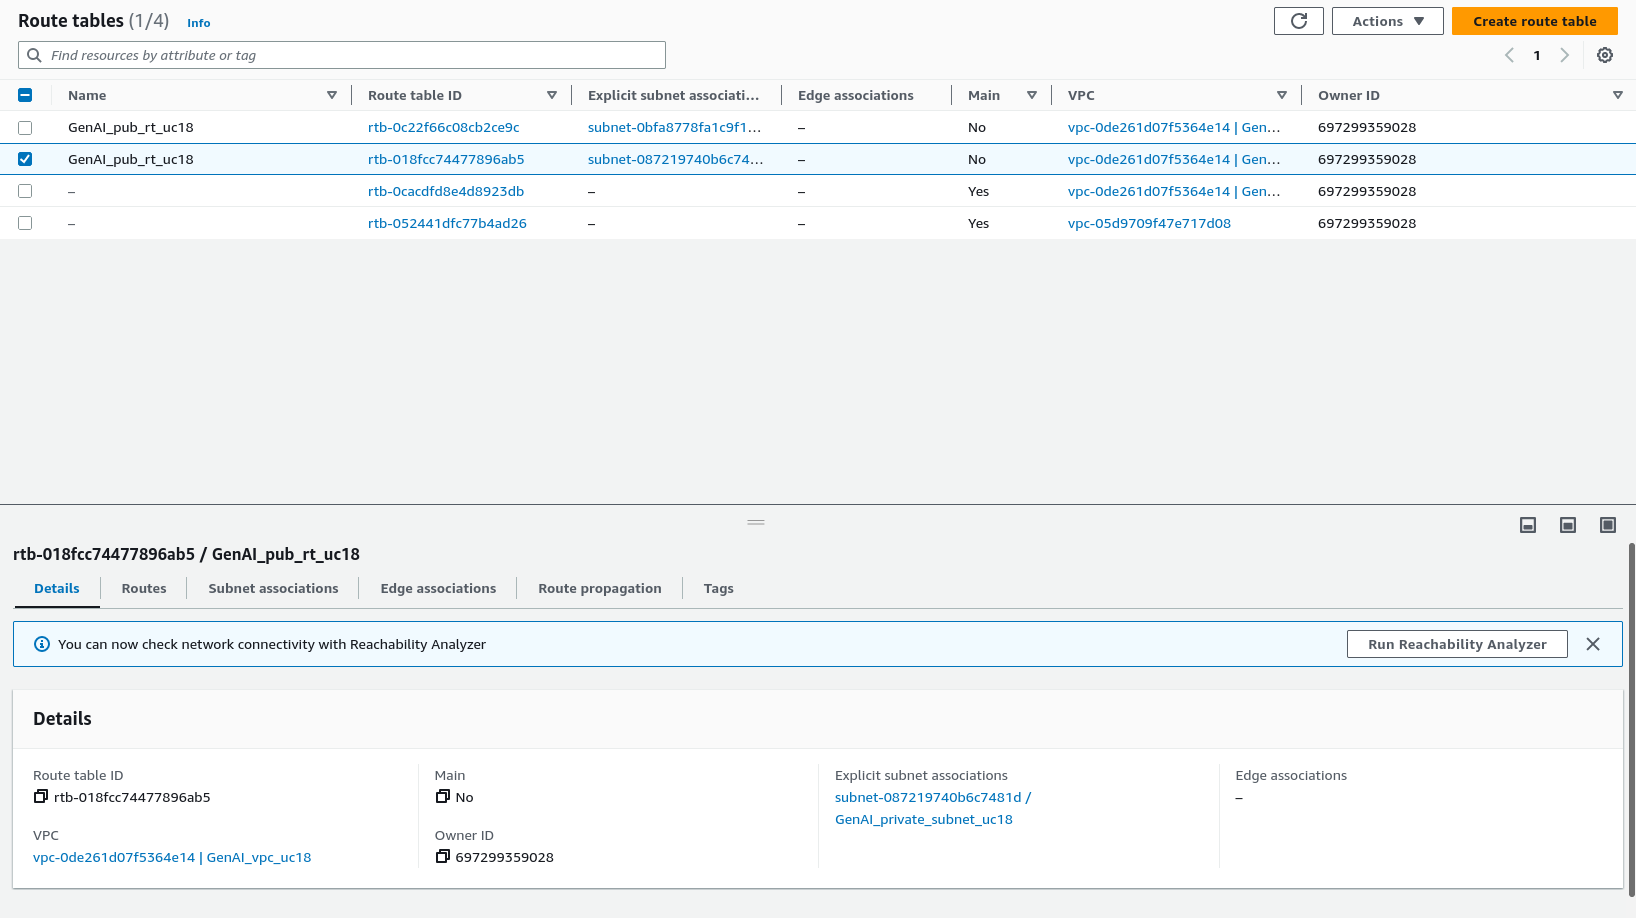 Route tables (1/4) Info
Actions ▼
Create route table
Find resources by attribute or tag
1
Name Route table ID Explicit subnet associati... Edge associations Main VPC Owner ID
GenAI_pub_rt_uc18 rtb-0c22f66c08cb2ce9c subnet-0bfa8778fa1c9f1... – No vpc-0de261d07f5364e14 | Gen... 697299359028
GenAI_pub_rt_uc18 rtb-018fcc74477896ab5 subnet-087219740b6c74... – No vpc-0de261d07f5364e14 | Gen... 697299359028
– rtb-0cacdfd8e4d8923db – – Yes vpc-0de261d07f5364e14 | Gen... 697299359028
– rtb-052441dfc77b4ad26 – – Yes vpc-05d9709f47e717d08 697299359028
rtb-018fcc74477896ab5 / GenAI_pub_rt_uc18
Details Routes Subnet associations Edge associations Route propagation Tags
You can now check network connectivity with Reachability Analyzer
Run Reachability Analyzer
Details
Route table ID
rtb-018fcc74477896ab5
VPC
vpc-0de261d07f5364e14 | GenAI_vpc_uc18
Main
No
Owner ID
697299359028
Explicit subnet associations
subnet-087219740b6c7481d /
GenAI_private_subnet_uc18
Edge associations
–